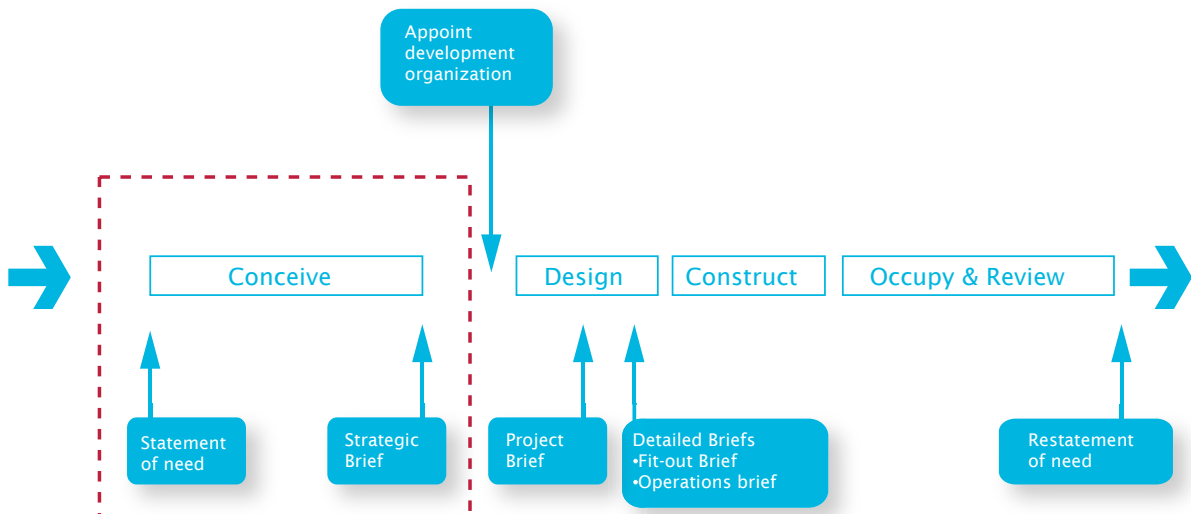 Appoint
development
organization
Conceive
Design
Construct
Occupy & Review
Statement
of need
Strategic
Brief
Project
Brief
Detailed Briefs
•Fit-out Brief
•Operations brief
Restatement
of need